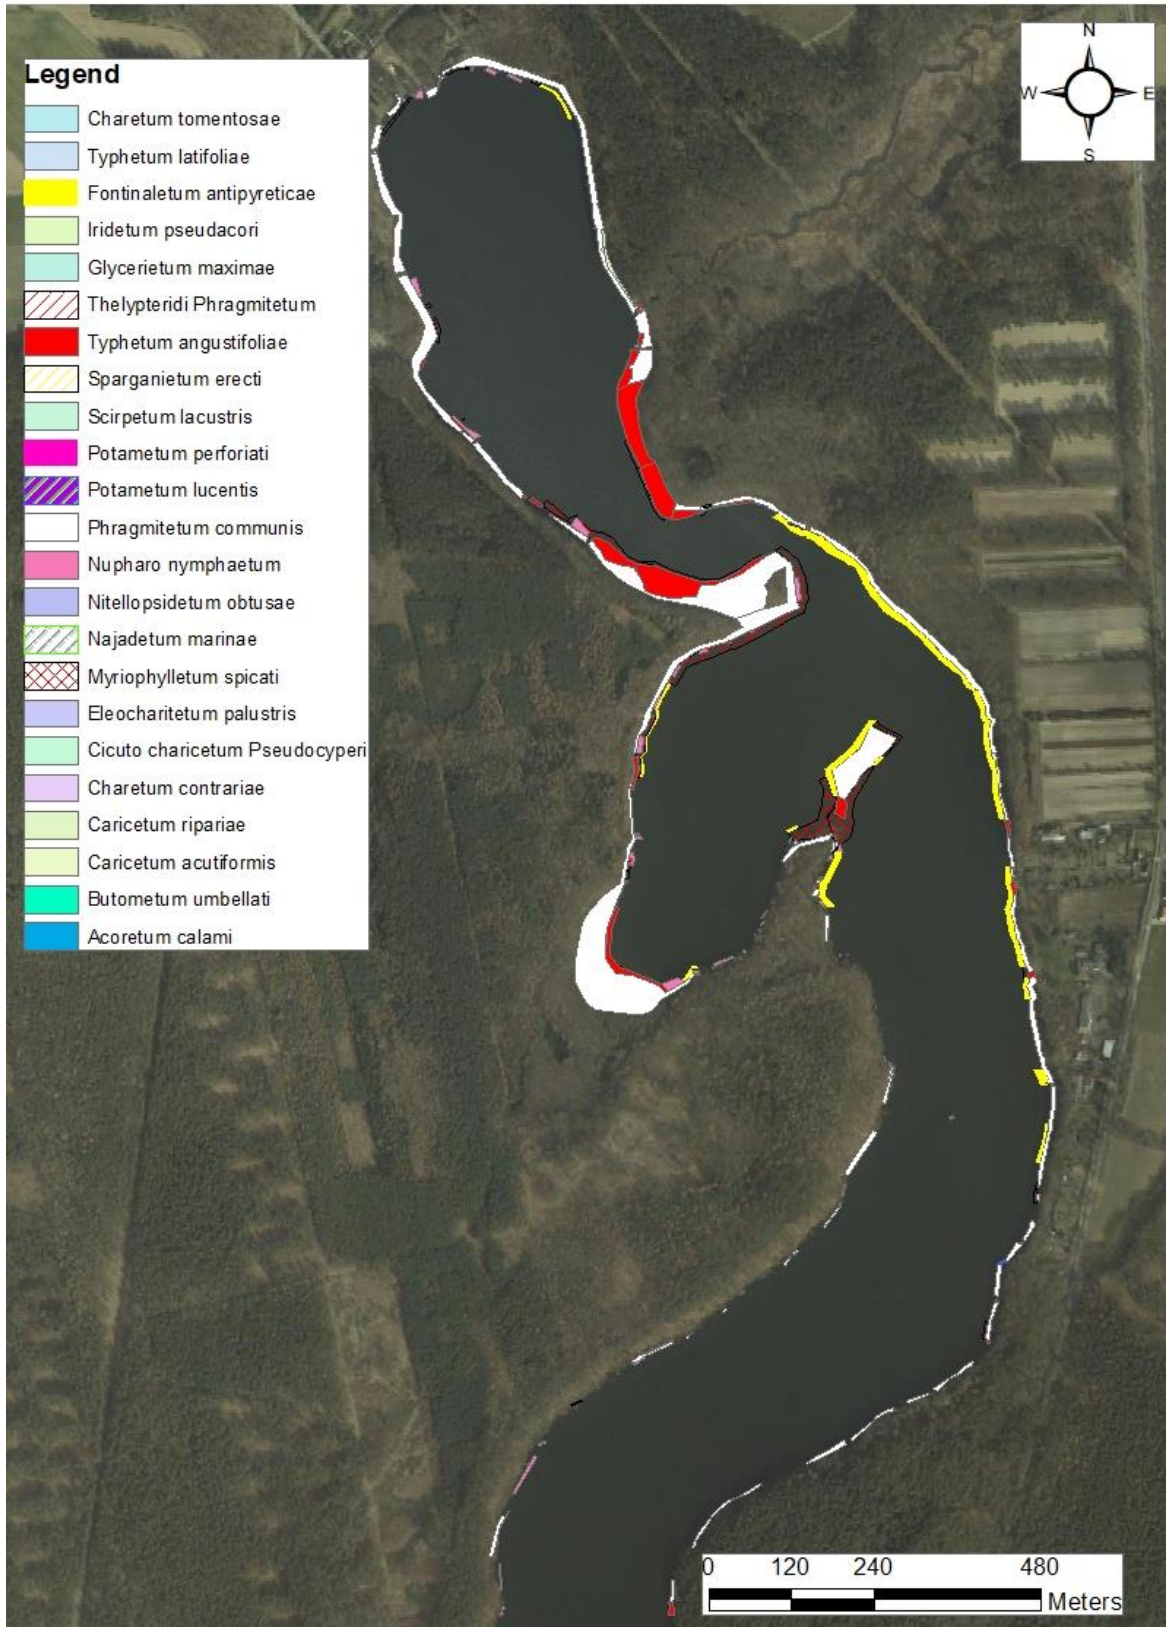 N
W E
S
Legend
Charetum tomentosae
Typhetum latifoliae
Fontinaletum antipyreticae
Iridetum pseudacori
Glycerietum maximae
Thelypteridi Phragmitetum
Typhetum angustifoliae
Sparganietum erecti
Scirpetum lacustris
Potametum perforiati
Potametum lucentis
Phragmitetum communis
Nupharo nymphaetum
Nitellopsidetum obtusae
Najadetum marinae
Myriophylletum spicati
Eleocharitetum palustris
Cicuto charicetum Pseudocyperi
Charetum contrariae
Caricetum ripariae
Caricetum acutiformis
Butometum umbellati
Acoretum calami
0 120 240 480
Meters